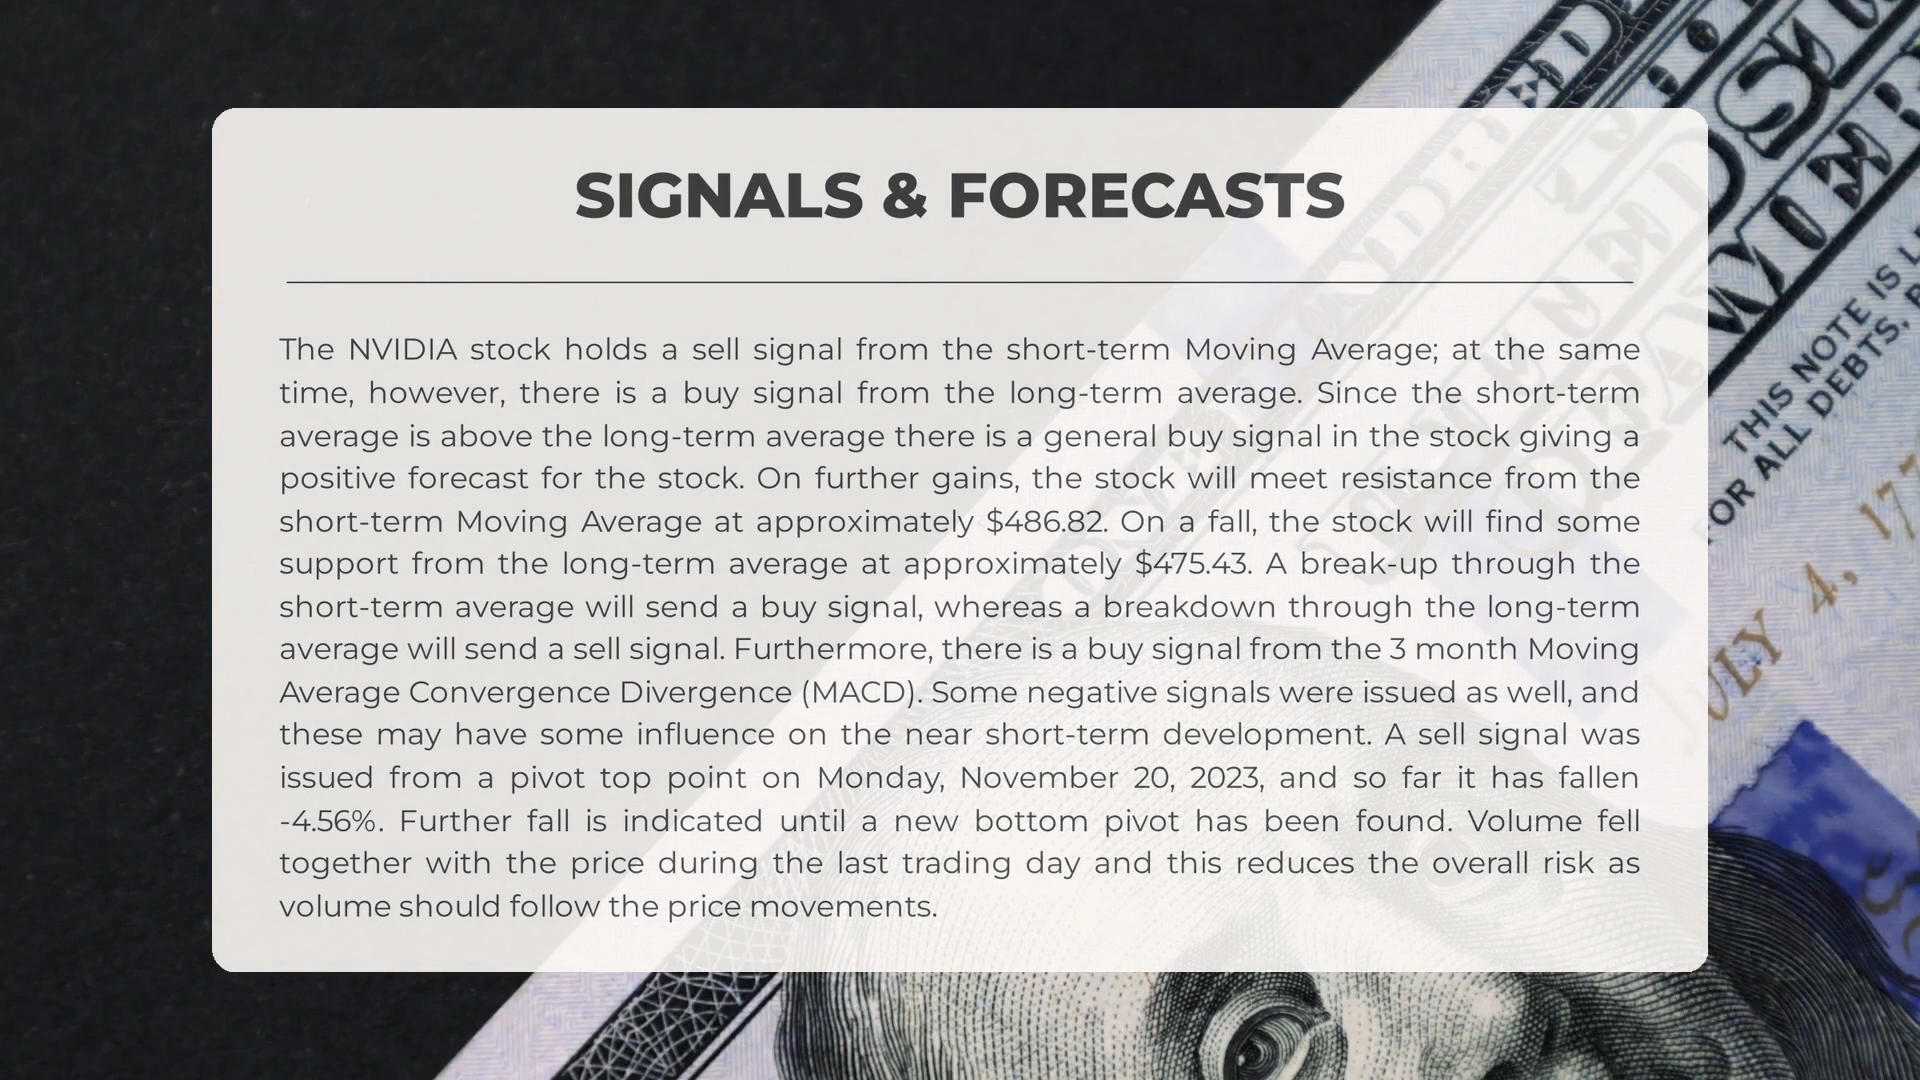 SIGNALS & FORECASTS
The NVIDIA stock holds a sell signal from the short-term Moving Average; at the same
time, however, there is a buy signal from the long-term average. Since the short-term
average is above the long-term average there is a general buy signal in the stock giving a
positive forecast for the stock. On further gains, the stock will meet resistance from the
short-term Moving Average at approximately $486.82. On a fall, the stock will find some
support from the long-term average at approximately $475.43. A break-up through the
short-term average will send a buy signal, whereas a breakdown through the long-term
average will send a sell signal. Furthermore, there is a buy signal from the 3 month Moving
Average Convergence Divergence (MACD). Some negative signals were issued as well, and
these may have some influence on the near short-term development. A sell signal was
issued from a pivot top point on Monday, November 20, 2023, and so far it has fallen
-4.56%. Further fall is indicated until a new bottom pivot has been found. Volume fell
together with the price during the last trading day and this reduces the overall risk as
volume should follow the price movements.
THIS NOTE IS
FOR ALL DEBTS,
JULY 4,